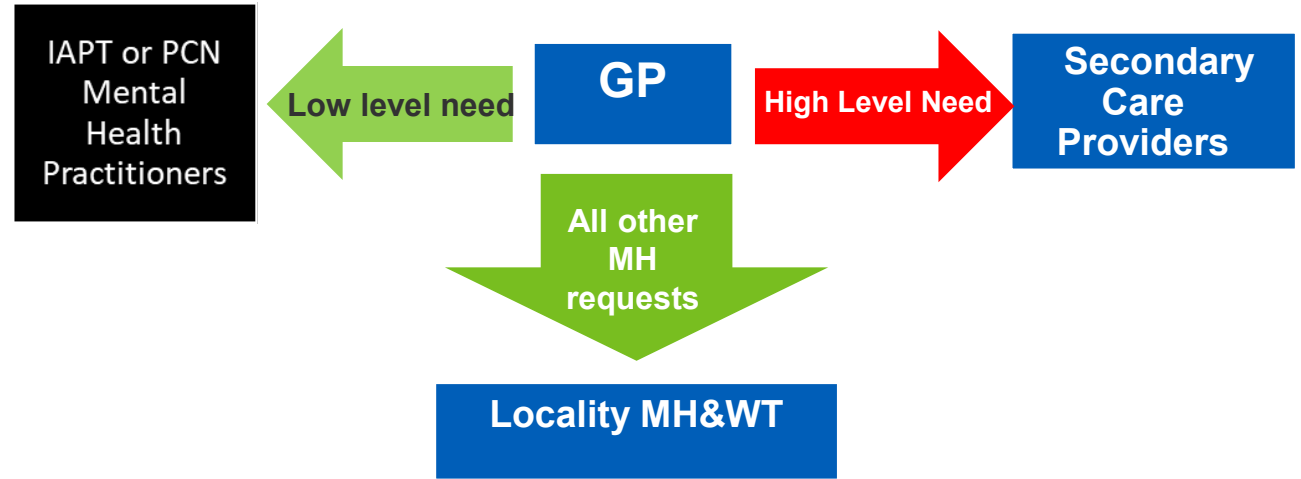 IAPT or PCN
Mental
Health
Practitioners
Low level need
GP
High Level Need
Secondary
Care
Providers
All other
MH
requests
Locality MH&WT